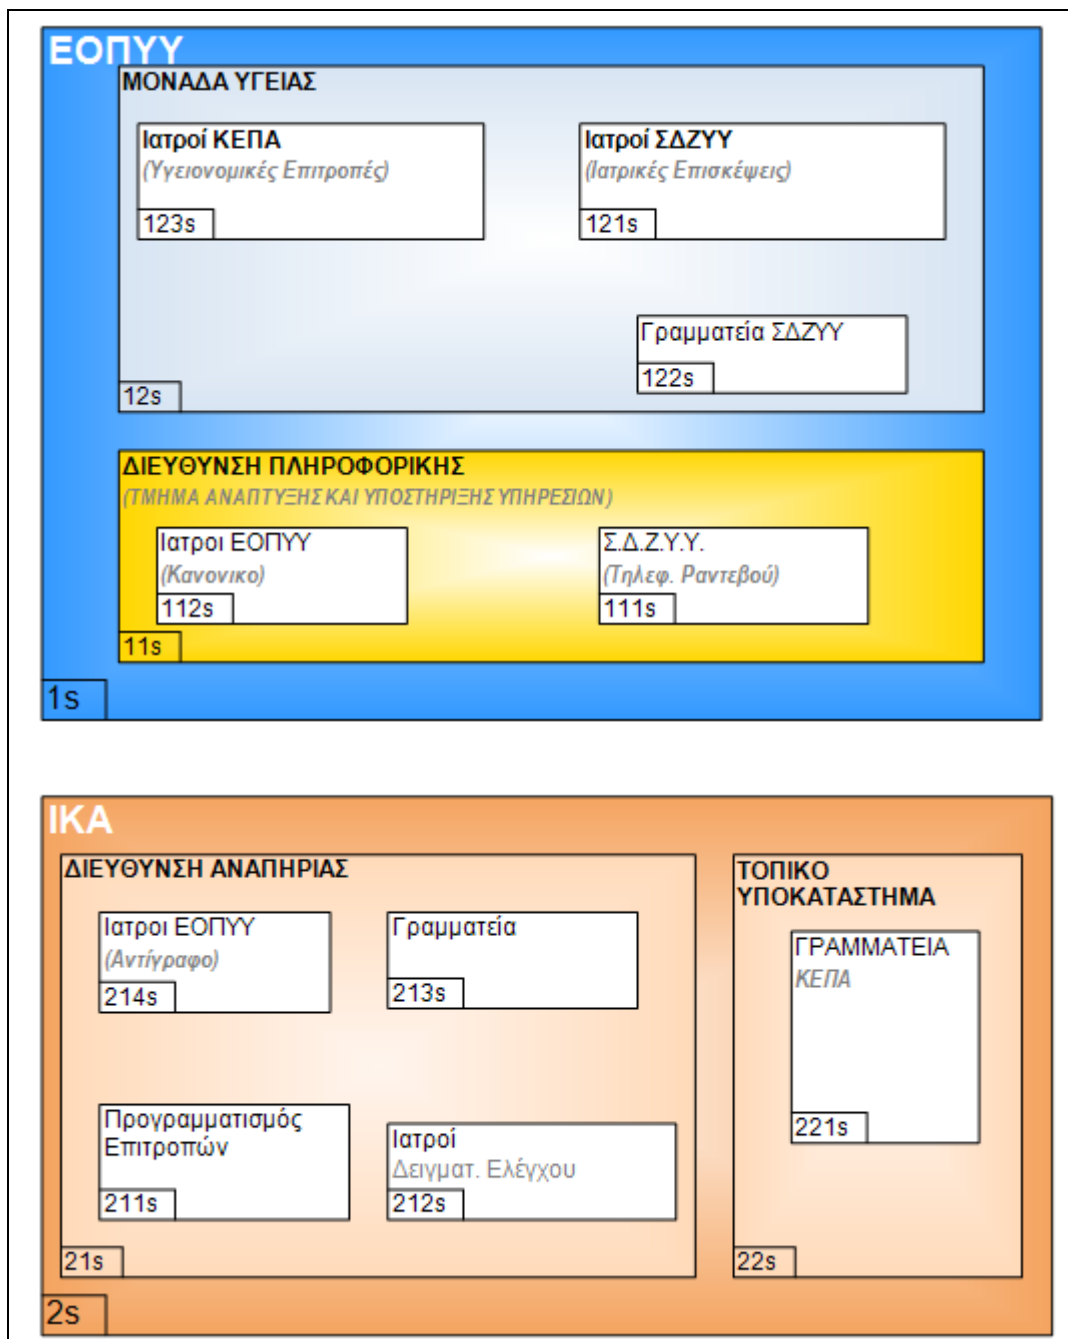 ΕΟΠΥΥ
ΜΟΝΑΔΑ ΥΓΕΙΑΣ
Ιατροί ΚΕΠΑ
(Υγειονομικές Επιτροπές)
123s
Ιατροί ΣΔΖΥΥ
(Ιατρικές Επισκέψεις)
121s
Γραμματεία ΣΔΖΥΥ
122s
12s
ΔΙΕΥΘΥΝΣΗ ΠΛΗΡΟΦΟΡΙΚΗΣ
(ΤΜΗΜΑ ΑΝΑΠΤΥΞΗΣ ΚΑΙ ΥΠΟΣΤΗΡΙΞΗΣ ΥΠΗΡΕΣΙΩΝ)
Ιατροι ΕΟΠΥΥ
(Κανονικο)
112s
Σ.Δ.Ζ.Υ.Υ.
(Τηλεφ. Ραντεβού)
111s
11s
1s
ΙΚΑ
ΔΙΕΥΘΥΝΣΗ ΑΝΑΠΗΡΙΑΣ
Ιατροι ΕΟΠΥΥ
(Αντίγραφο)
214s
Γραμματεία
213s
Προγραμματισμός
Επιτροπών
211s
Ιατροί
Δειγματ. Ελέγχου
212s
21s
ΤΟΠΙΚΟ
ΥΠΟΚΑΤΑΣΤΗΜΑ
ΓΡΑΜΜΑΤΕΙΑ
ΚΕΠΑ
221s
22s
2s